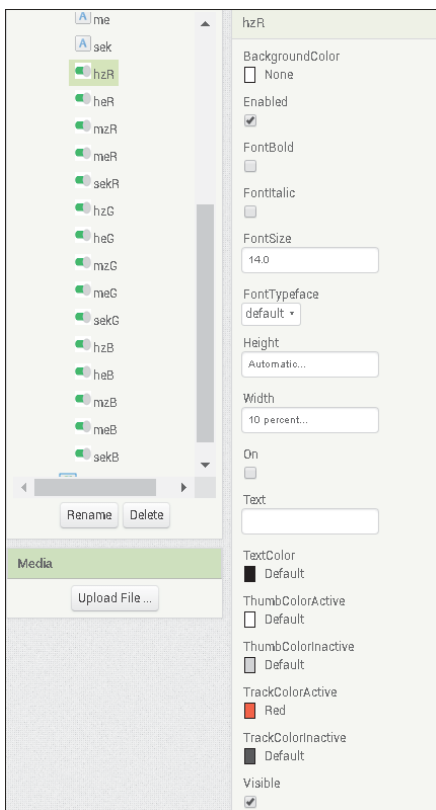 me
sek
hzR
heR
mzR
meR
sekR
hzG
heG
mzG
meG
sekG
hzB
heB
mzB
meB
sekB
Rename Delete
Media
Upload File ...
hzR
BackgroundColor
None
Enabled
FontBold
FontItalic
FontSize
14.0
FontTypeface
default
Height
Automatic...
Width
10 percent...
On
Text
TextColor
Default
ThumbColorActive
Default
ThumbColorInactive
Default
TrackColorActive
Red
TrackColorInactive
Default
Visible